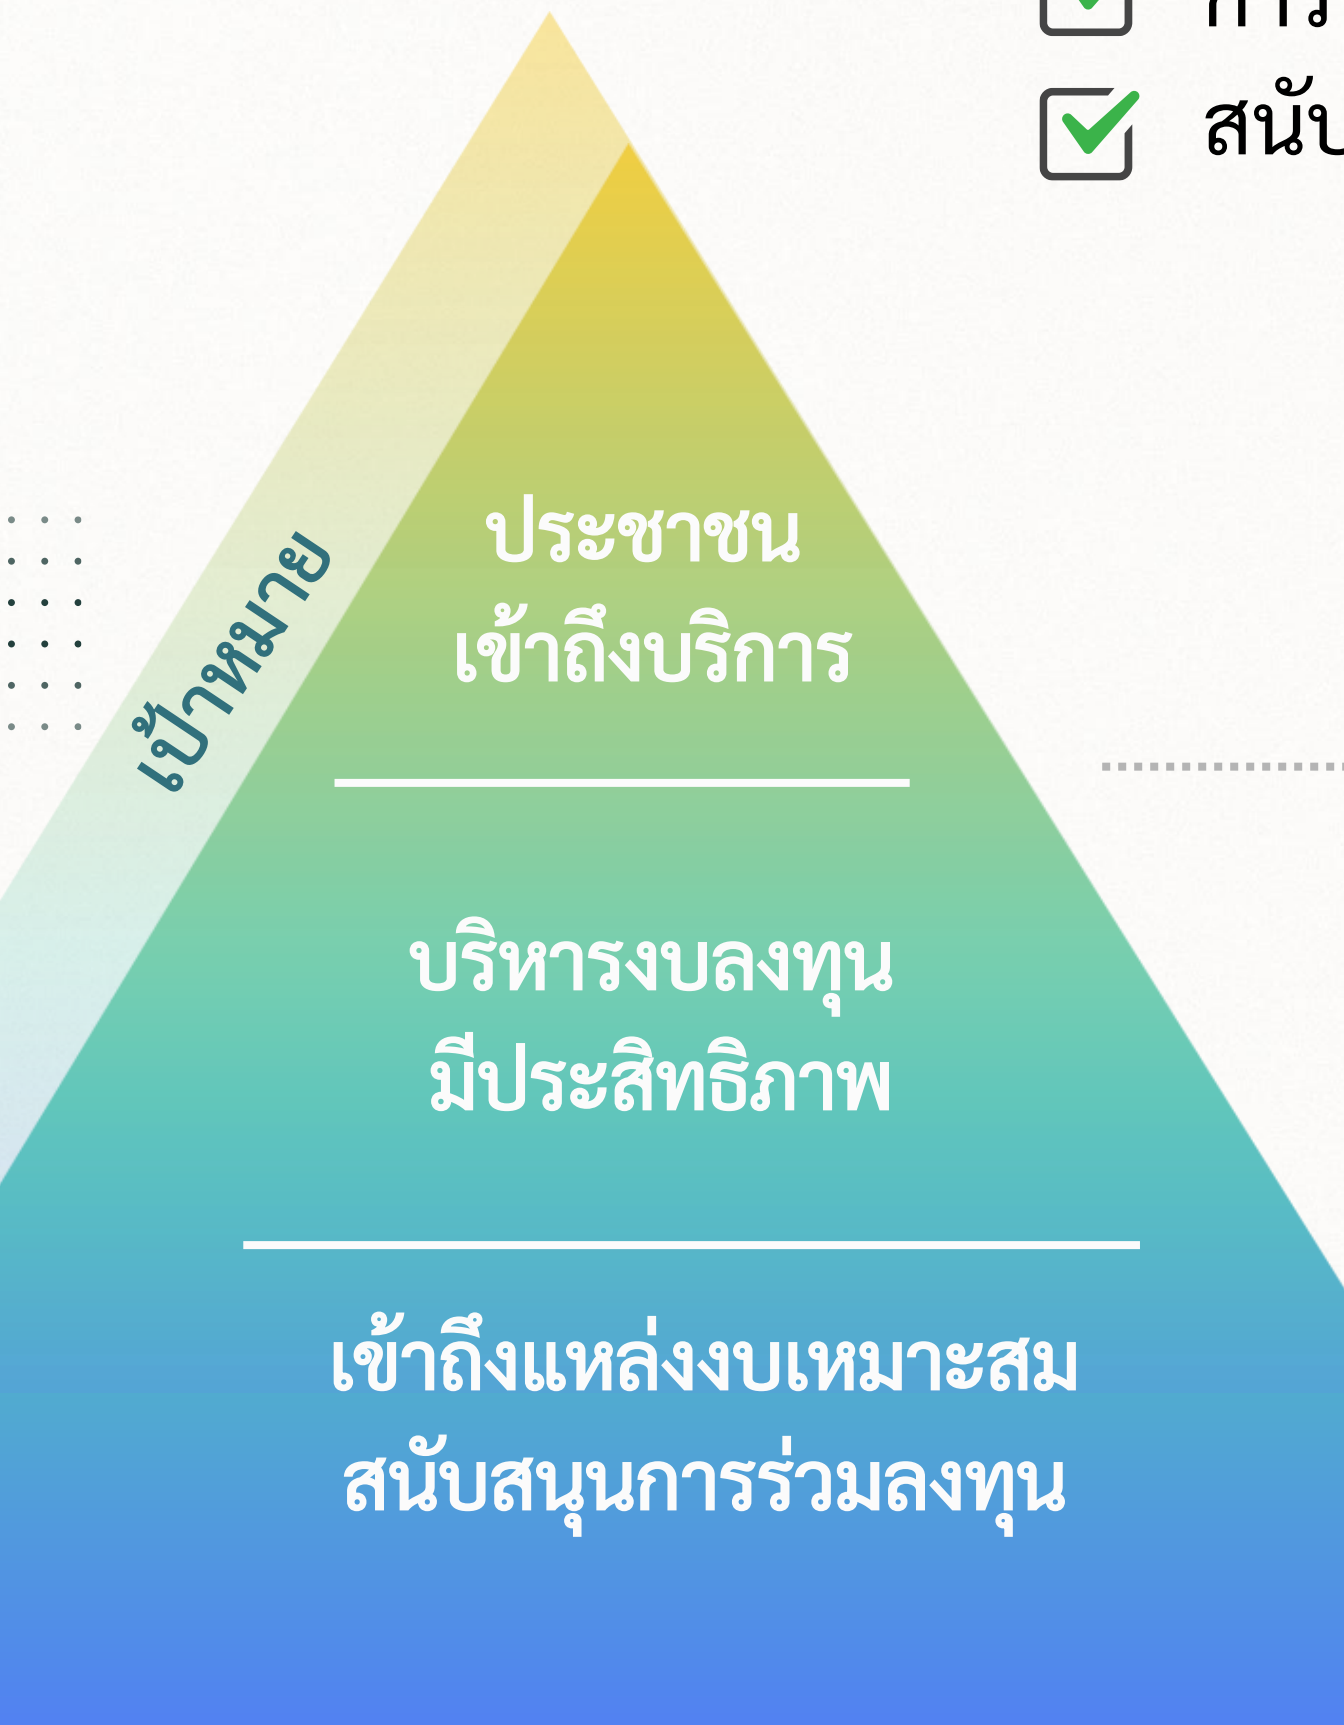 การ
สนับ
เป้าหมาย
ประชาชน
เข้าถึงบริการ
บริหารงบลงทุน
มีประสิทธิภาพ
เข้าถึงแหล่งงบเหมาะสม
สนับสนุนการร่วมลงทุน